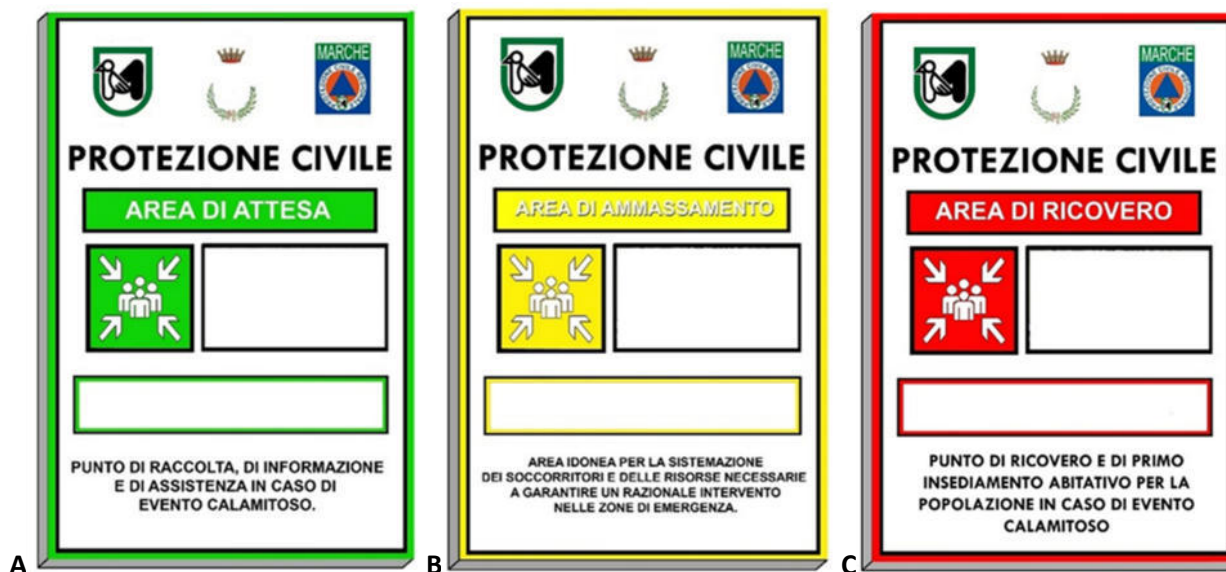 MARCHE
PROTEZIONE CIVILE
AREA DI ATTESA
PUNTO DI RACCOLTA, DI INFORMAZIONE
E DI ASSISTENZA IN CASO DI
EVENTO CALAMITOSO.
A
MARCHE
PROTEZIONE CIVILE
AREA DI AMMASSAMENTO
AREA IDONEA PER LA SISTEMAZIONE
DEI SOCCORRITORI E DELLE RISORSE NECESSARIE
A GARANTIRE UN RAZIONALE INTERVENTO
NELLE ZONE DI EMERGENZA.
B
MARCHE
PROTEZIONE CIVILE
AREA DI RICOVERO
PUNTO DI RICOVERO E DI PRIMO
INSEDIAMENTO ABITATIVO PER LA
POPOLAZIONE IN CASO DI EVENTO
CALAMITOSO
C